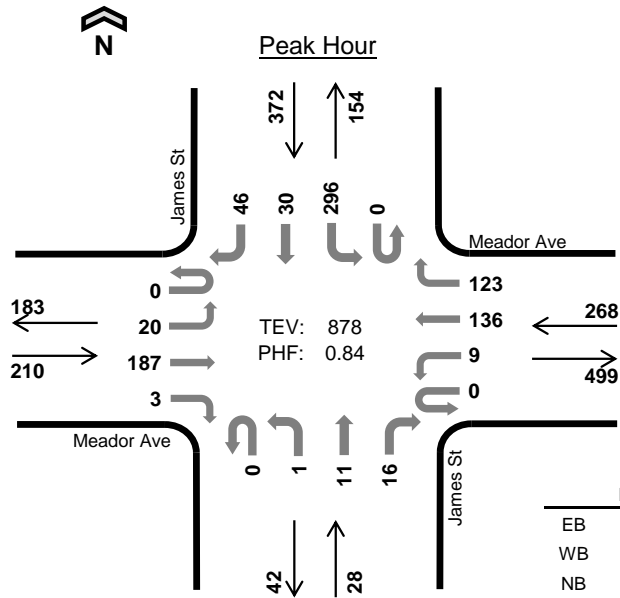 N
Peak Hour
372
154
James St
46
30
296
0
Meador Ave
0
20
187
3
123
136
9
0
183
210
268
499
TEV: 878
PHF: 0.84
Meador Ave
0
1
11
16
James St
42
28
EB
WB
NB